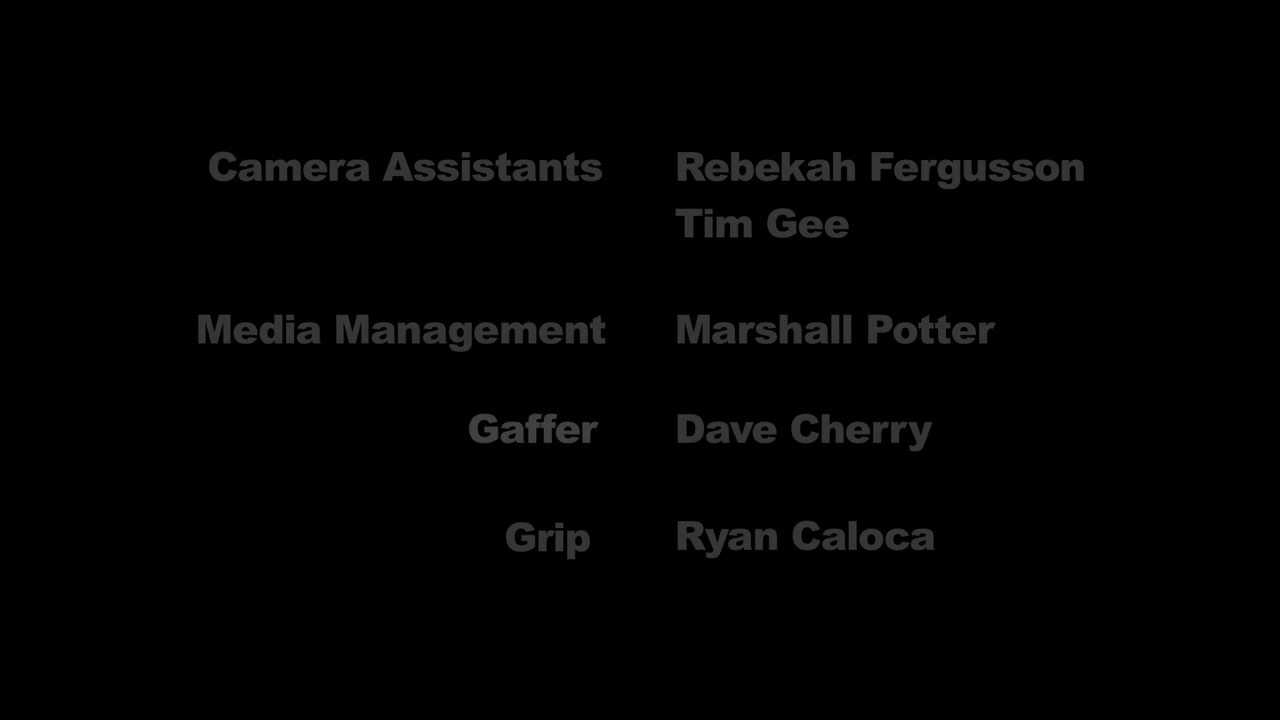 Camera Assistants Rebekah Fergusson
Tim Gee
Media Management Marshall Potter
Gaffer Dave Cherry
Grip Ryan Caloca